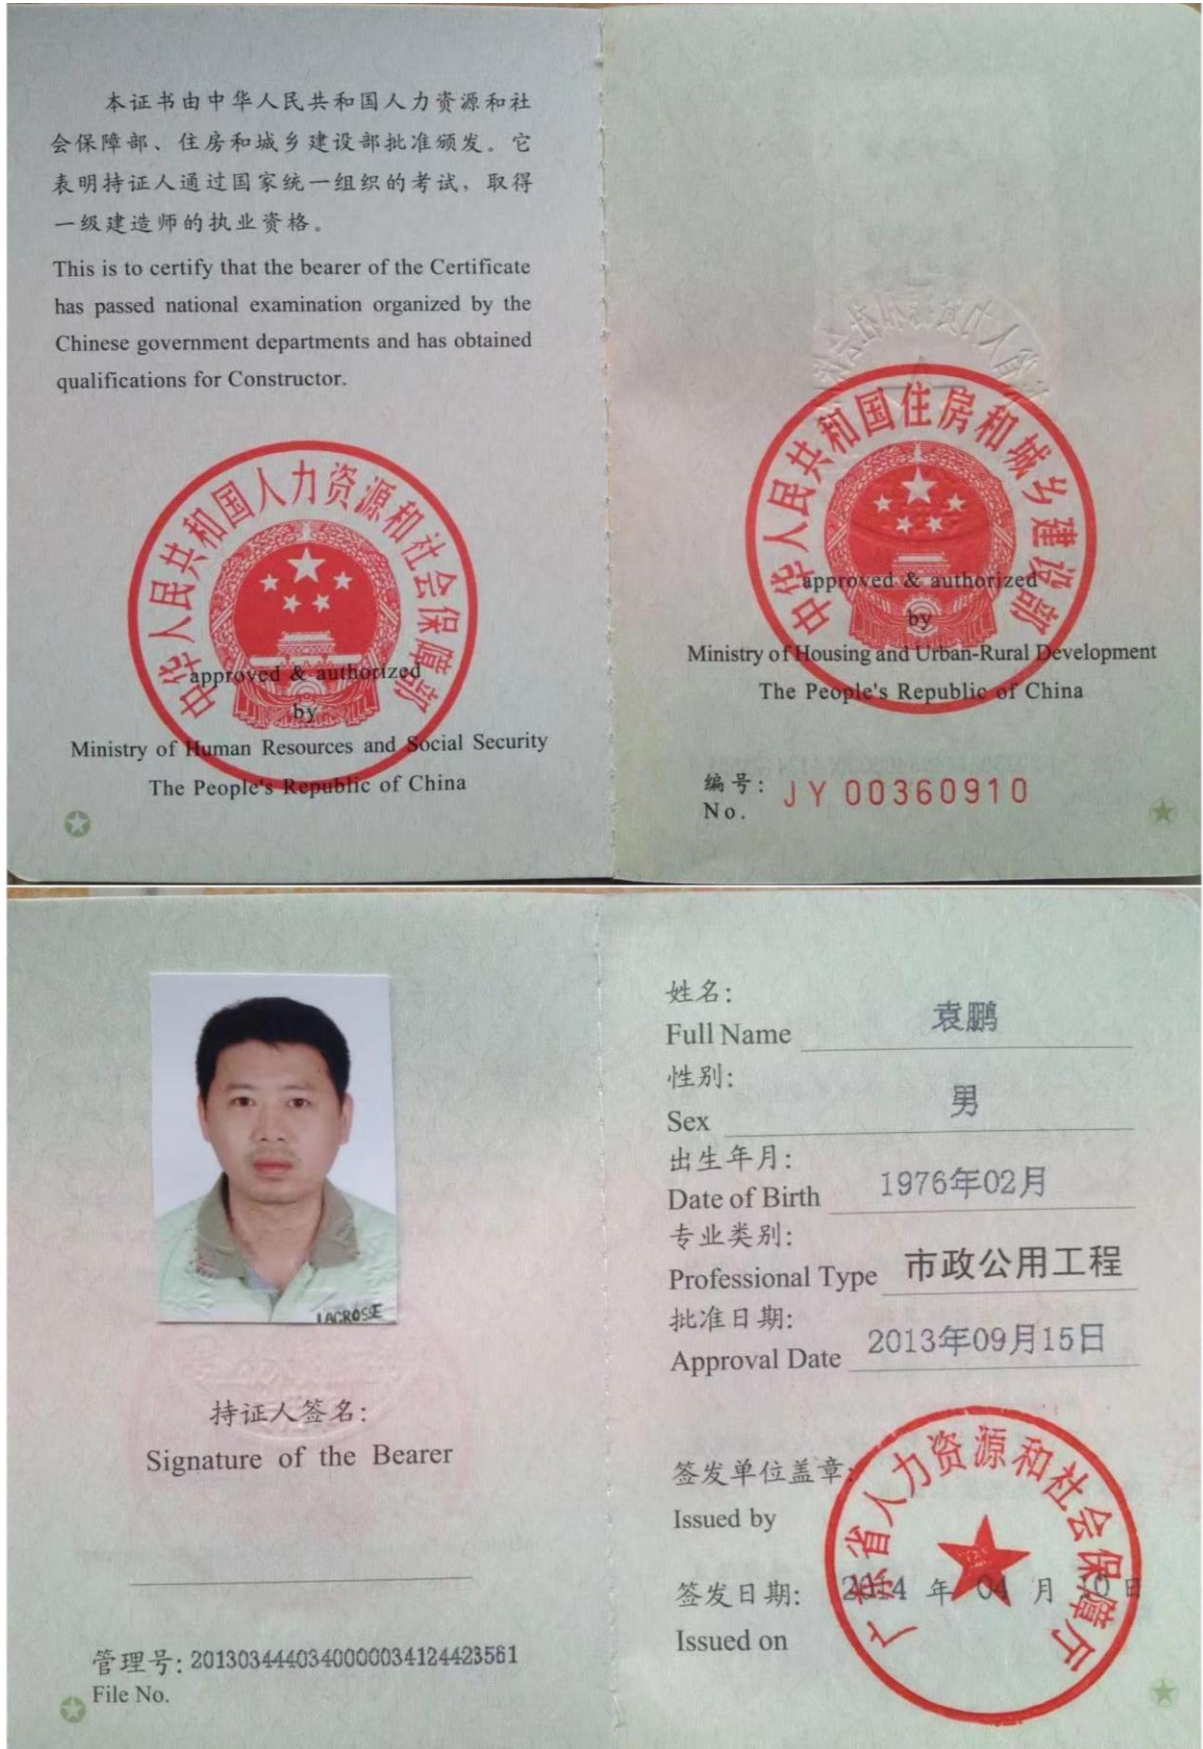 本证书由中华人民共和国人力资源和社
会保障部、住房和城乡建设部批准颁发。它
表明持证人通过国家统一组织的考试，取得
一级建造师的执业资格。
This is to certify that the bearer of the Certificate
has passed national examination organized by the
Chinese government departments and has obtained
qualifications for Constructor.
中华人民共和国人力资源和社会保障部
approved & authorized
by
Ministry of Human Resources and Social Security
The People's Republic of China
中华人民共和国住房和城乡建设部
approved & authorized
by
Ministry of Housing and Urban-Rural Development
The People's Republic of China
编号: JY 00360910
No.
LACROSSE
持证人签名:
Signature of the Bearer
管理号: 2013034440340000034124423561
File No.
姓名: 袁鹏
Full Name
性别: 男
Sex
出生年月: 1976年02月
Date of Birth
专业类别: 市政公用工程
Professional Type
批准日期: 2013年09月15日
Approval Date
签发单位盖章:
Issued by
广东省人力资源和社会保障厅
签发日期: 2014 年 04 月 10 日
Issued on